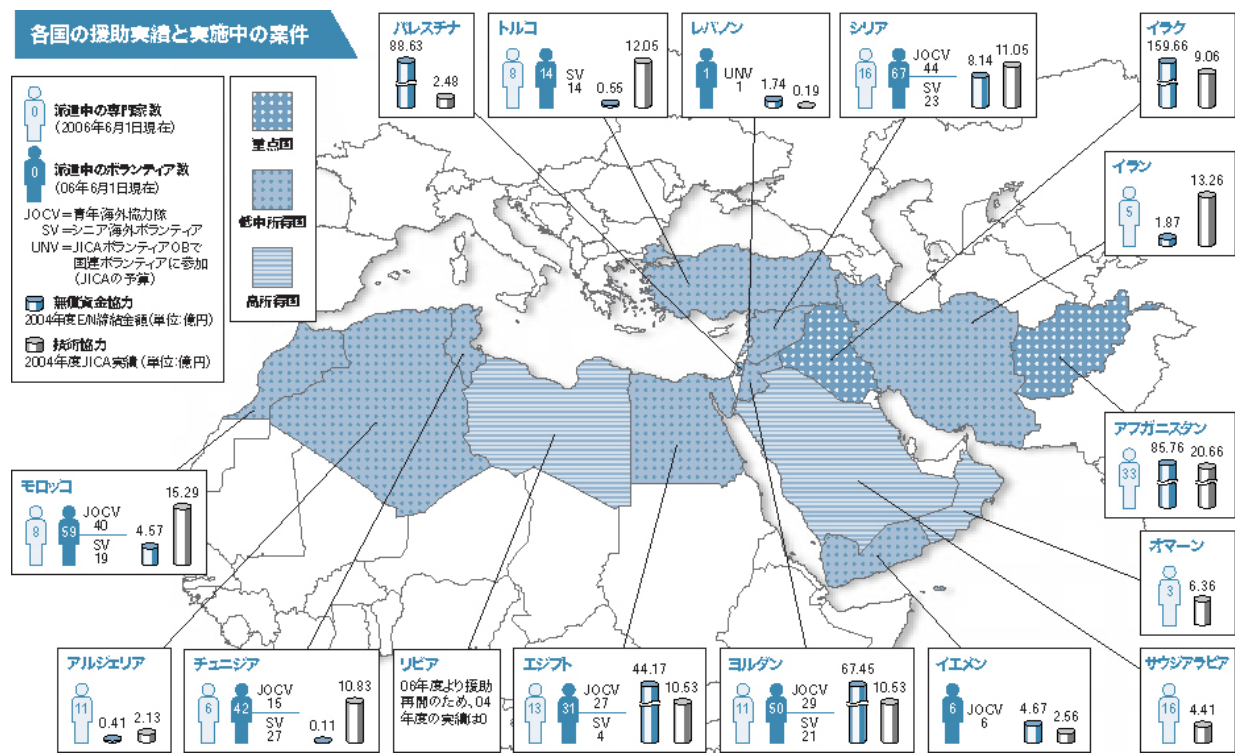 各国の援助実績と実施中の案件
0
派遣中の専門家数
(2006年6月1日現在)
0
派遣中のボランティア数
(06年6月1日現在)
JOCV=青年海外協力隊
SV=シニア海外ボランティア
UNV=JICAボランティアOBで
国連ボランティアに参加
(JICAの予算)
無償資金協力
2004年度E/N締結金額(単位:億円)
技術協力
2004年度JICA実績(単位:億円)
重点国
低中所得国
高所得国
パレスチナ
88.63
2.48
トルコ
8
14
SV
14
0.55
12.05
レバノン
1
UNV
1
1.74
0.19
シリア
16
67
JOCV
44
SV
23
8.14
11.05
イラク
159.66
9.06
イラン
5
1.87
13.26
アフガニスタン
33
85.76
20.66
オマーン
3
6.36
モロッコ
8
59
JOCV
40
SV
19
4.57
15.29
アルジェリア
11
0.41
2.13
チュニジア
6
42
JOCV
15
SV
27
0.11
10.83
リビア
06年度より援助
再開のため、04
年度の実績は0
エジプト
13
31
JOCV
27
SV
4
44.17
10.53
ヨルダン
11
50
JOCV
29
SV
21
67.45
10.53
イエメン
6
JOCV
6
4.67
2.56
サウジアラビア
16
4.41